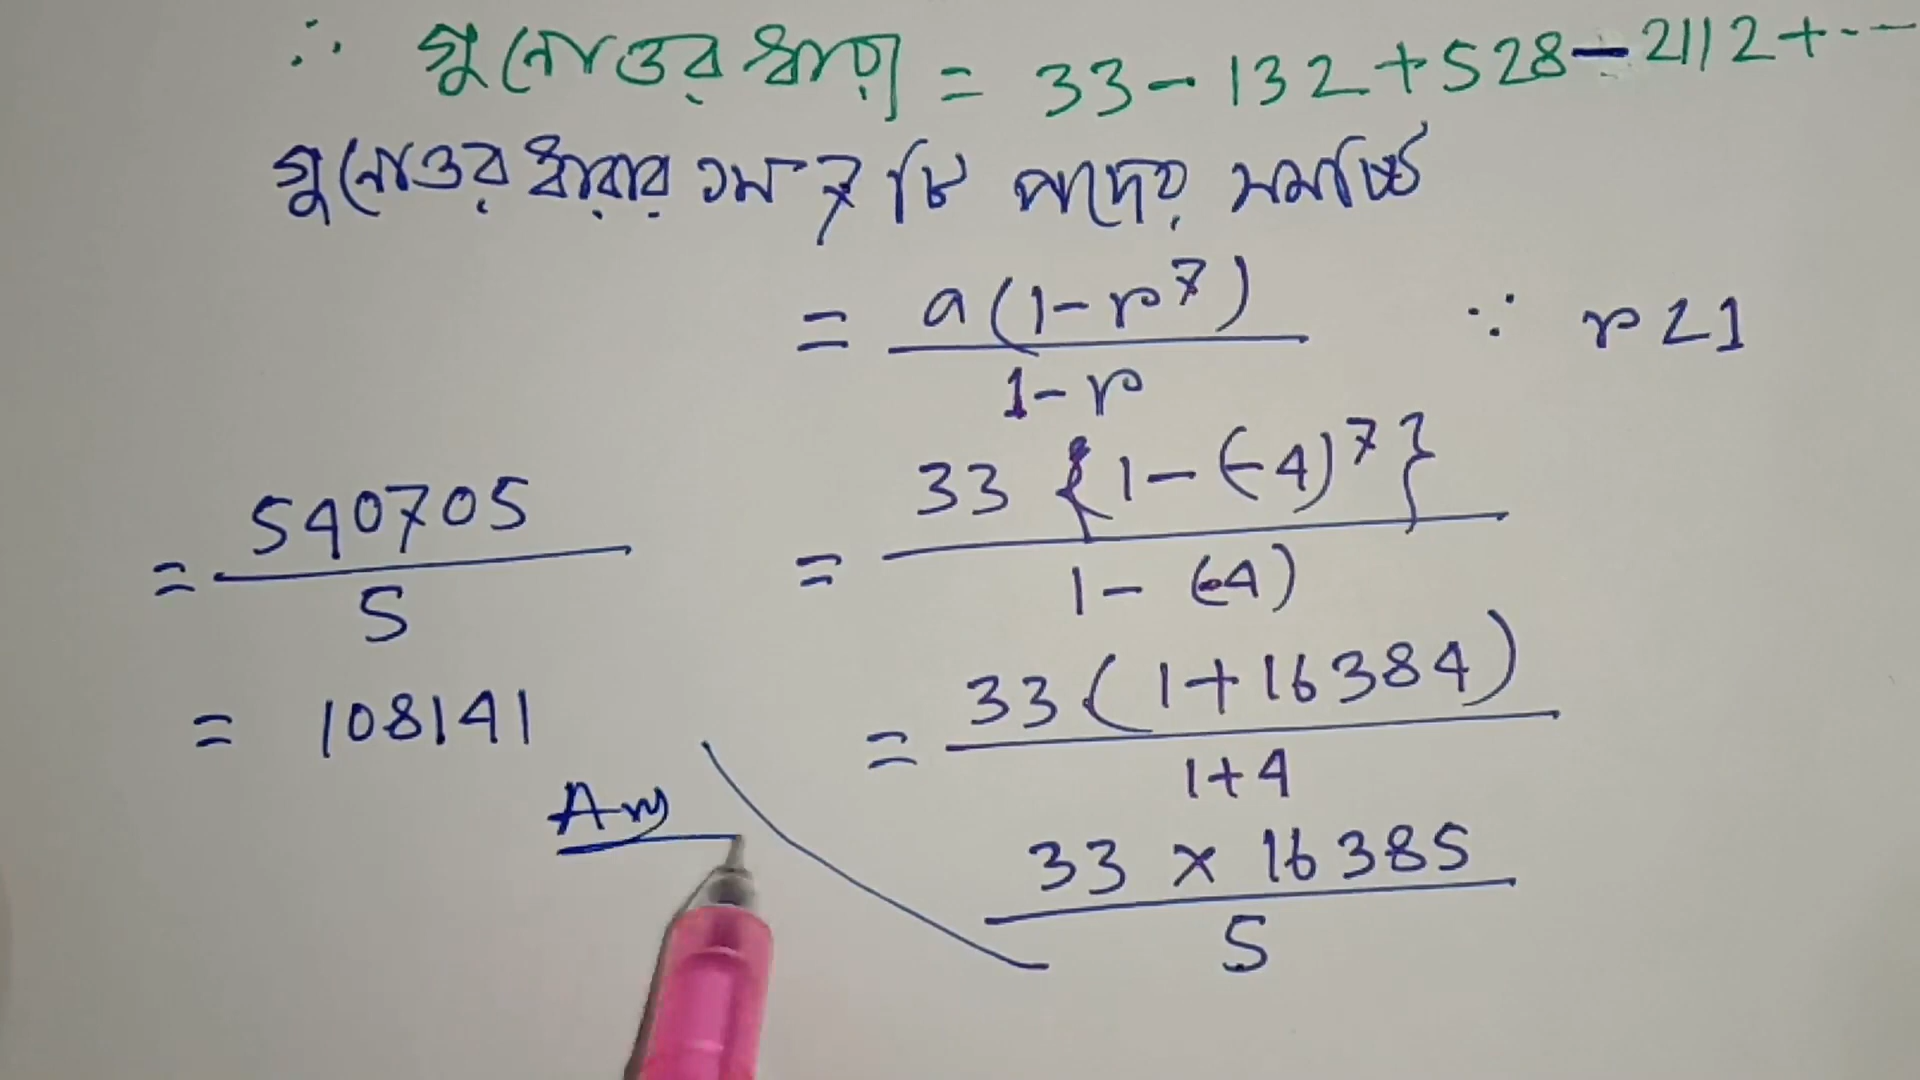 ∴ গুনোত্তর ধারা = 33 - 132 + 528 - 2112 + ---
গুনোত্তর ধারার ১ম 7 টি পদের সমষ্টি
= a(1-r⁷) / 1-r ∵ r<1
= 33 {1-(-4)⁷} / 1-(-4)
= 33(1+16384) / 1+4
33 × 16385 / 5
= 540705 / 5
= 108141
Ans